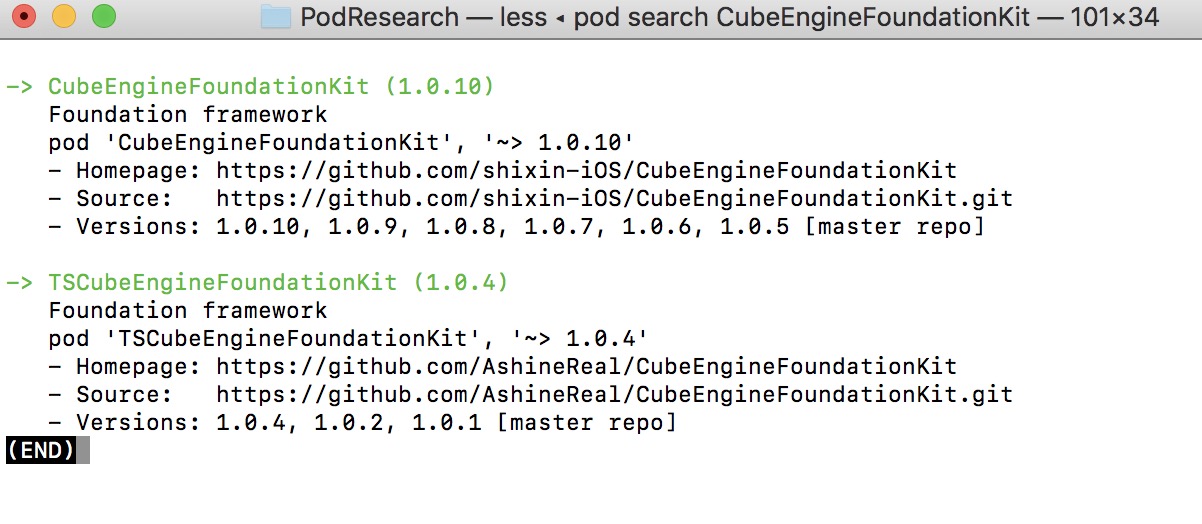 PodResearch — less ◂ pod search CubeEngineFoundationKit — 101×34
-> CubeEngineFoundationKit (1.0.10)
Foundation framework
pod 'CubeEngineFoundationKit', '~> 1.0.10'
- Homepage: https://github.com/shixin-iOS/CubeEngineFoundationKit
- Source:   https://github.com/shixin-iOS/CubeEngineFoundationKit.git
- Versions: 1.0.10, 1.0.9, 1.0.8, 1.0.7, 1.0.6, 1.0.5 [master repo]
-> TSCubeEngineFoundationKit (1.0.4)
Foundation framework
pod 'TSCubeEngineFoundationKit', '~> 1.0.4'
- Homepage: https://github.com/AshineReal/CubeEngineFoundationKit
- Source:   https://github.com/AshineReal/CubeEngineFoundationKit.git
- Versions: 1.0.4, 1.0.2, 1.0.1 [master repo]
(END)